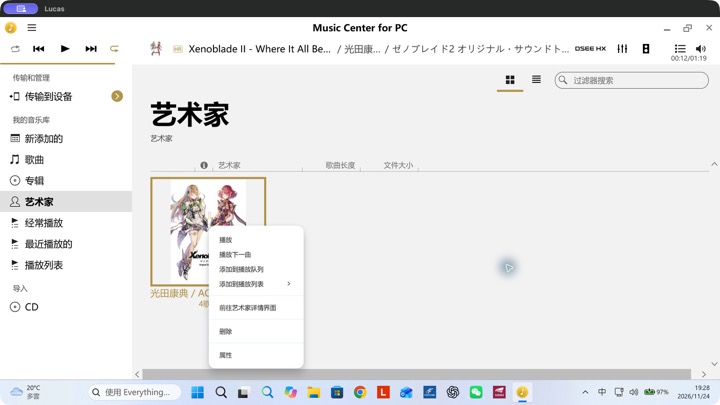 Lucas
Music Center for PC
HR Xenoblade II - Where It All Be... / 光田康... / ゼノブレイド2 オリジナル・サウンドト...
DSEE HX
00:12/01:19
传输和管理
传输到设备
我的音乐库
新添加的
歌曲
专辑
艺术家
经常播放
最近播放的
播放列表
导入
CD
过滤器搜索
艺术家
艺术家
艺术家 歌曲长度 文件大小
Xenob
光田康典 / AC
播放
播放下一曲
添加到播放队列
添加到播放列表
前往艺术家详情界面
删除
属性
20°C
多云
使用 Everything...
中
97%
19:28
2026/11/24